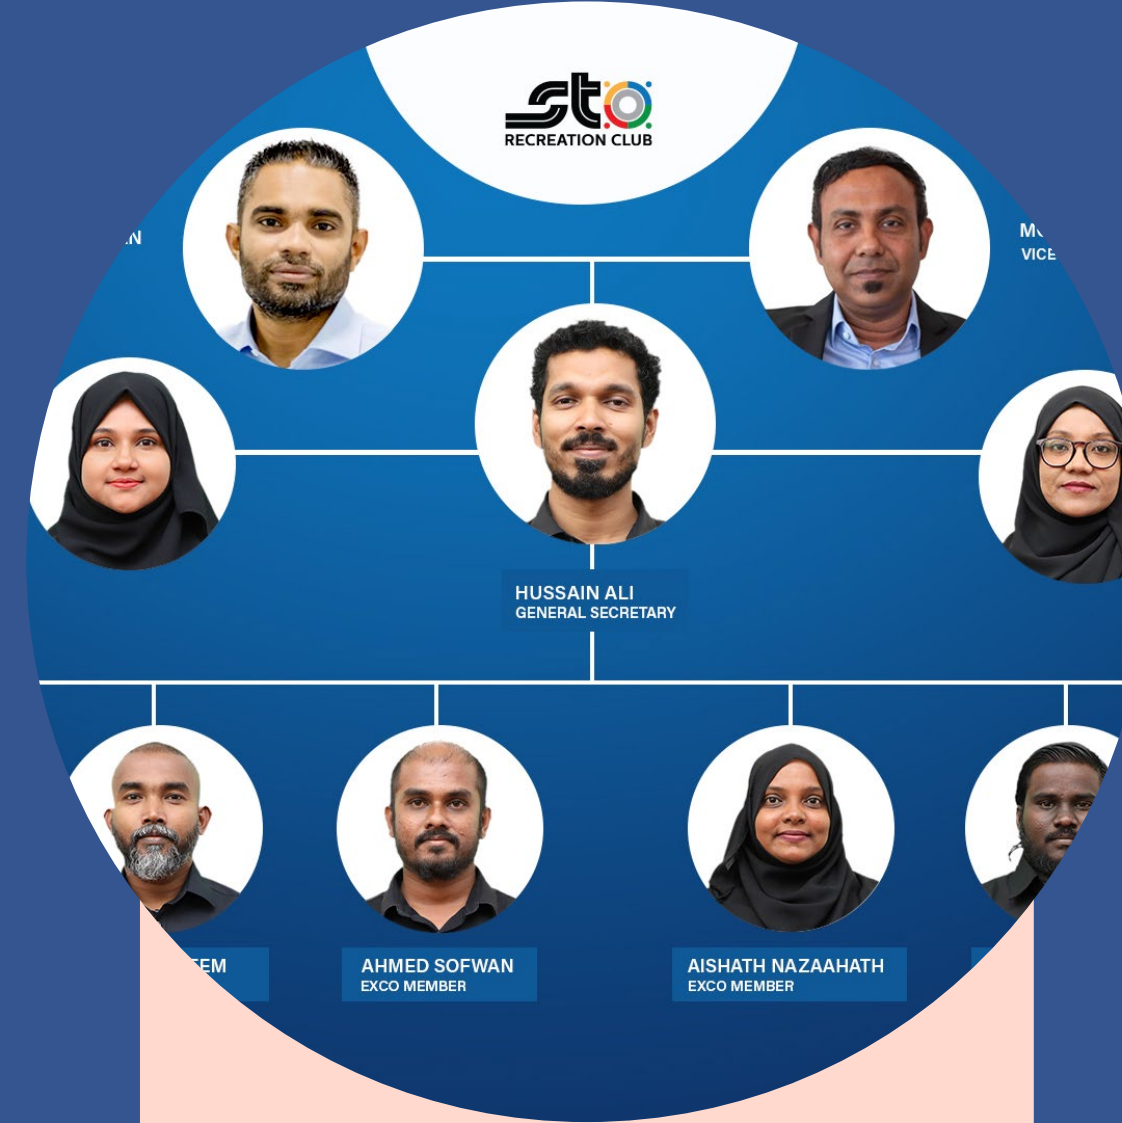 sto
RECREATION CLUB
VICE
HUSSAIN ALI
GENERAL SECRETARY
AHMED SOFWAN
EXCO MEMBER
AISHATH NAZAAHATH
EXCO MEMBER